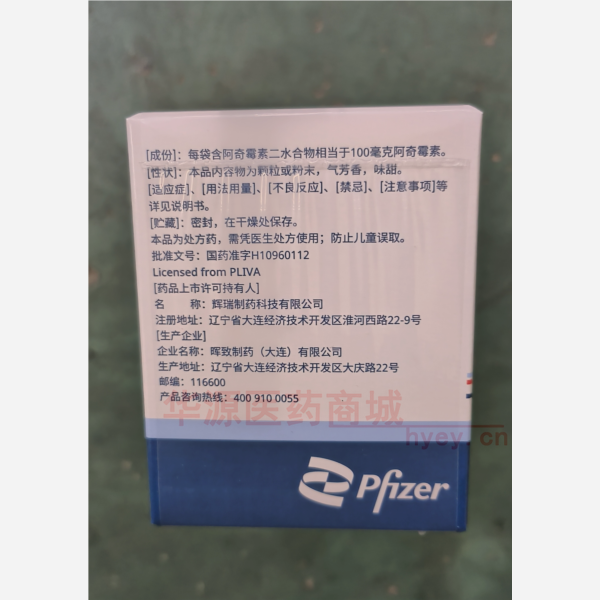 [成份]：每袋含阿奇霉素二水合物相当于100毫克阿奇霉素。
[性状]：本品内容物为颗粒或粉末，气芳香，味甜。
[适应症]、[用法用量]、[不良反应]、[禁忌]、[注意事项]等
详见说明书。
[贮藏]：密封，在干燥处保存。
本品为处方药，需凭医生处方使用；防止儿童误取。
批准文号：国药准字H10960112
Licensed from PLIVA
[药品上市许可持有人]
名 称：辉瑞制药科技有限公司
注册地址：辽宁省大连经济技术开发区淮河西路22-9号
[生产企业]
企业名称：晖致制药（大连）有限公司
生产地址：辽宁省大连经济技术开发区大庆路22号
邮编：116600
产品咨询热线：400 910 0055
华源医药商城
hyey.cn
Pfizer